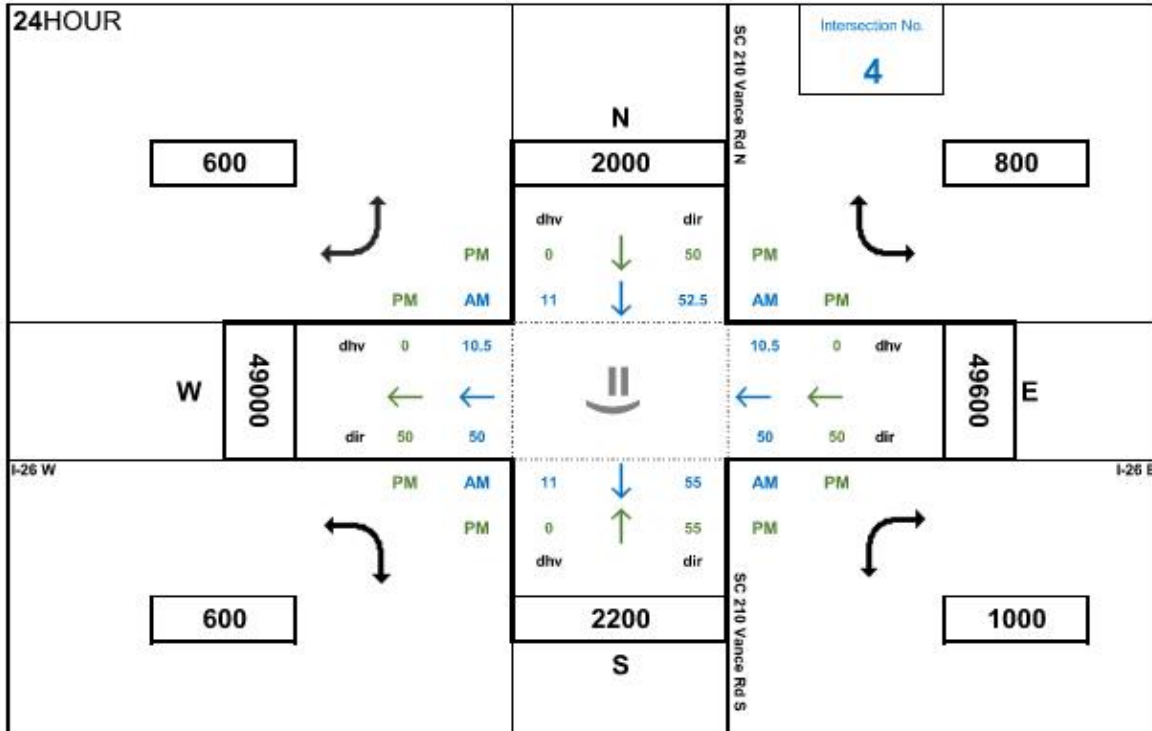 24HOUR
SC 210 Vance Rd N
Intersection No.
4
N
600
2000
800
dhv dir
PM 0 50 PM
PM AM 11 52.5 AM PM
dhv 0 10.5 10.5 0 dhv
W 49000 49600 E
dir 50 50 50 50 dir
I-26 W I-26 E
PM AM 11 55 AM PM
PM 0 55 PM
dhv dir
SC 210 Vance Rd S
600
2200
1000
S